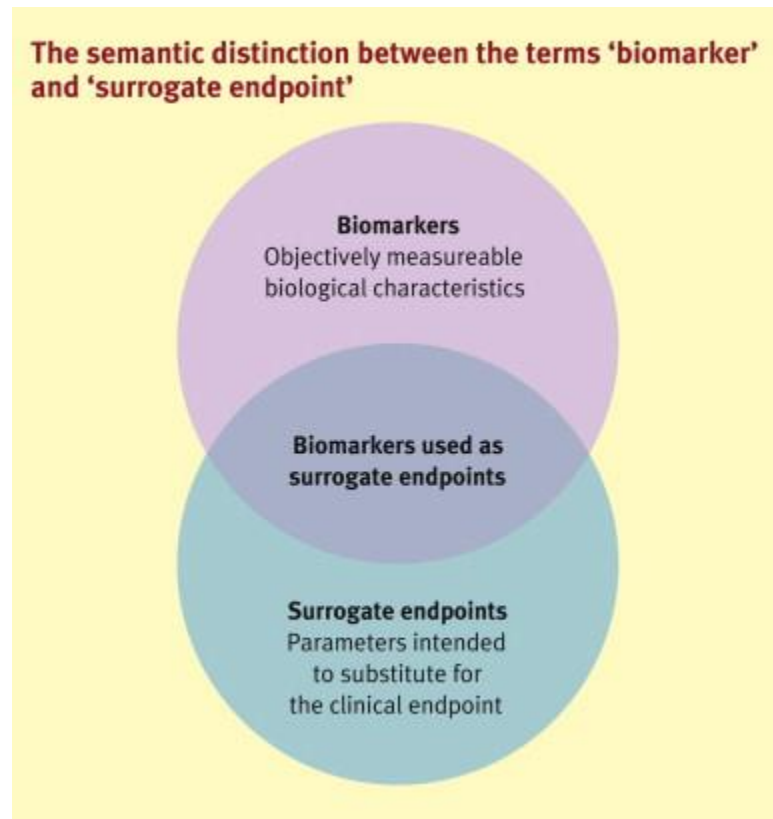 The semantic distinction between the terms ‘biomarker’
and ‘surrogate endpoint’
Biomarkers
Objectively measureable
biological characteristics
Biomarkers used as
surrogate endpoints
Surrogate endpoints
Parameters intended
to substitute for
the clinical endpoint